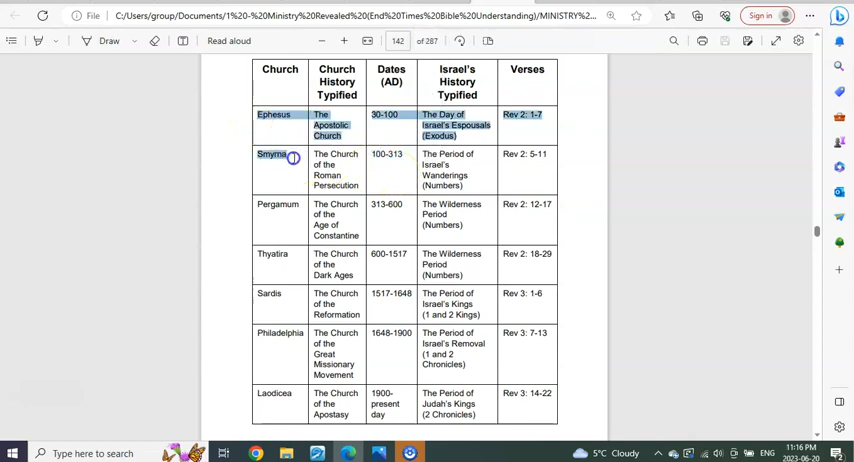 File
C:/Users/group/Documents/1%20-%20Ministry%20Revealed%20(End%20Times%20Bible%20Understanding)/MINISTRY%...
Sign in
Draw
Read aloud
142 of 287
Church
Church History Typified
Dates (AD)
Israel's History Typified
Verses
Ephesus
The
Apostolic
Church
30-100
The Day of
Israel's Espousals
(Exodus)
Rev 2: 1-7
Smyrna
The Church
of the
Roman
Persecution
100-313
The Period of
Israel's
Wanderings
(Numbers)
Rev 2: 5-11
Pergamum
The Church
of the
Age of
Constantine
313-600
The Wilderness
Period
(Numbers)
Rev 2: 12-17
Thyatira
The Church
of the
Dark Ages
600-1517
The Wilderness
Period
(Numbers)
Rev 2: 18-29
Sardis
The Church
of the
Reformation
1517-1648
The Period of
Israel's Kings
(1 and 2 Kings)
Rev 3: 1-6
Philadelphia
The Church
of the
Great
Missionary
Movement
1648-1900
The Period of
Israel's Removal
(1 and 2
Chronicles)
Rev 3: 7-13
Laodicea
The Church
of the
Apostasy
1900-
present
day
The Period of
Judah's Kings
(2 Chronicles)
Rev 3: 14-22
Type here to search
5°C Cloudy
ENG
11:16 PM
2023-06-20